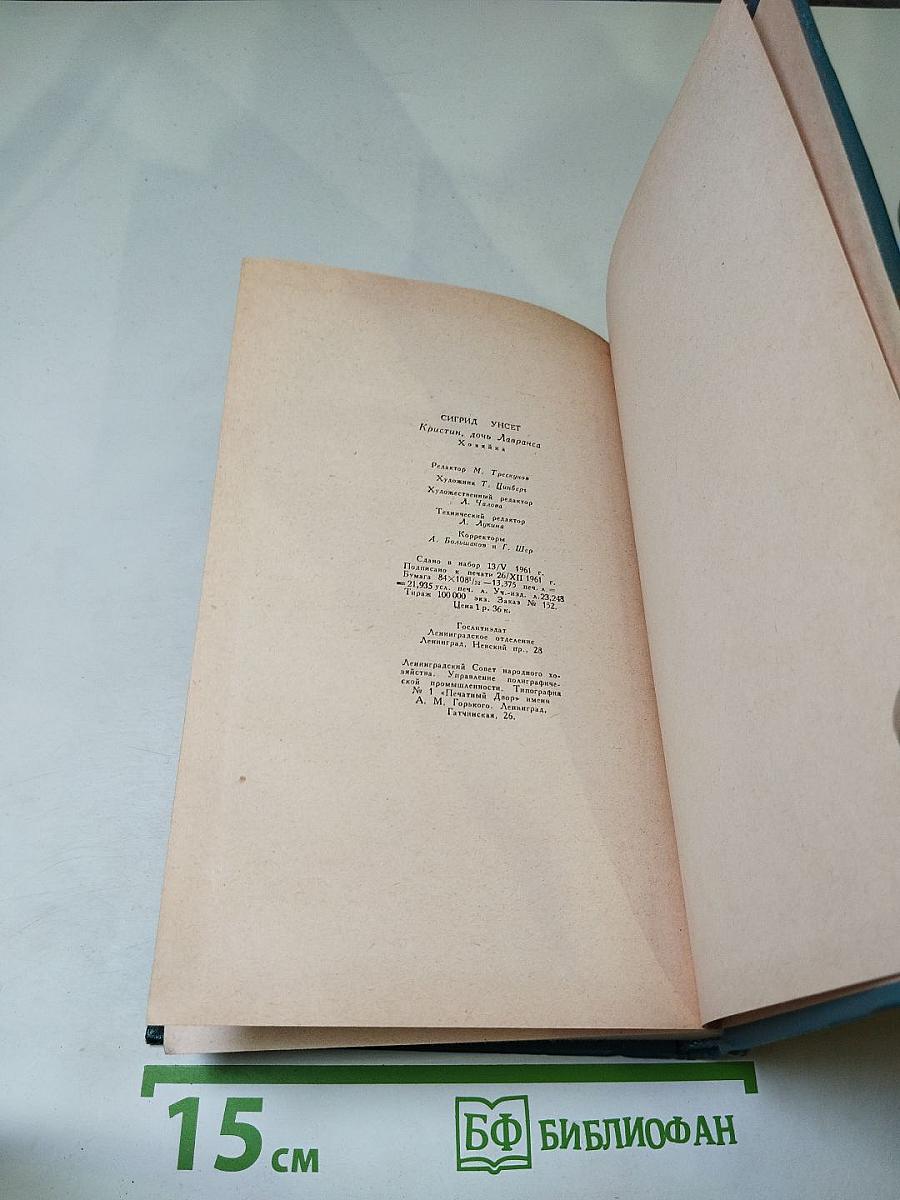 СИГРИД УНСЕТ
Кристин, дочь Лавранса
Хозяйка
Редактор М. Трескунов
Художник Т. Цинберг
Художественный редактор
Л. Чалова
Технический редактор
Л. Лукина
Корректоры
А. Большаков и Г. Шер
Сдано в набор 13/V 1961 г.
Подписано к печати 26/XII 1961 г.
Бумага 84×108¹/₃₂ — 13,375 печ. л =
= 21,935 усл. печ. л. Уч.-изд. л. 23,248
Тираж 100 000 экз. Заказ № 152.
Цена 1 р. 36 к.
Гослитиздат
Ленинградское отделение
Ленинград, Невский пр., 28
Ленинградский Совет народного хо-
зяйства. Управление полиграфиче-
ской промышленности. Типография
№ 1 «Печатный Двор» имени
А. М. Горького. Ленинград,
Гатчинская, 26.
15 см
БФ БИБЛИОФАН